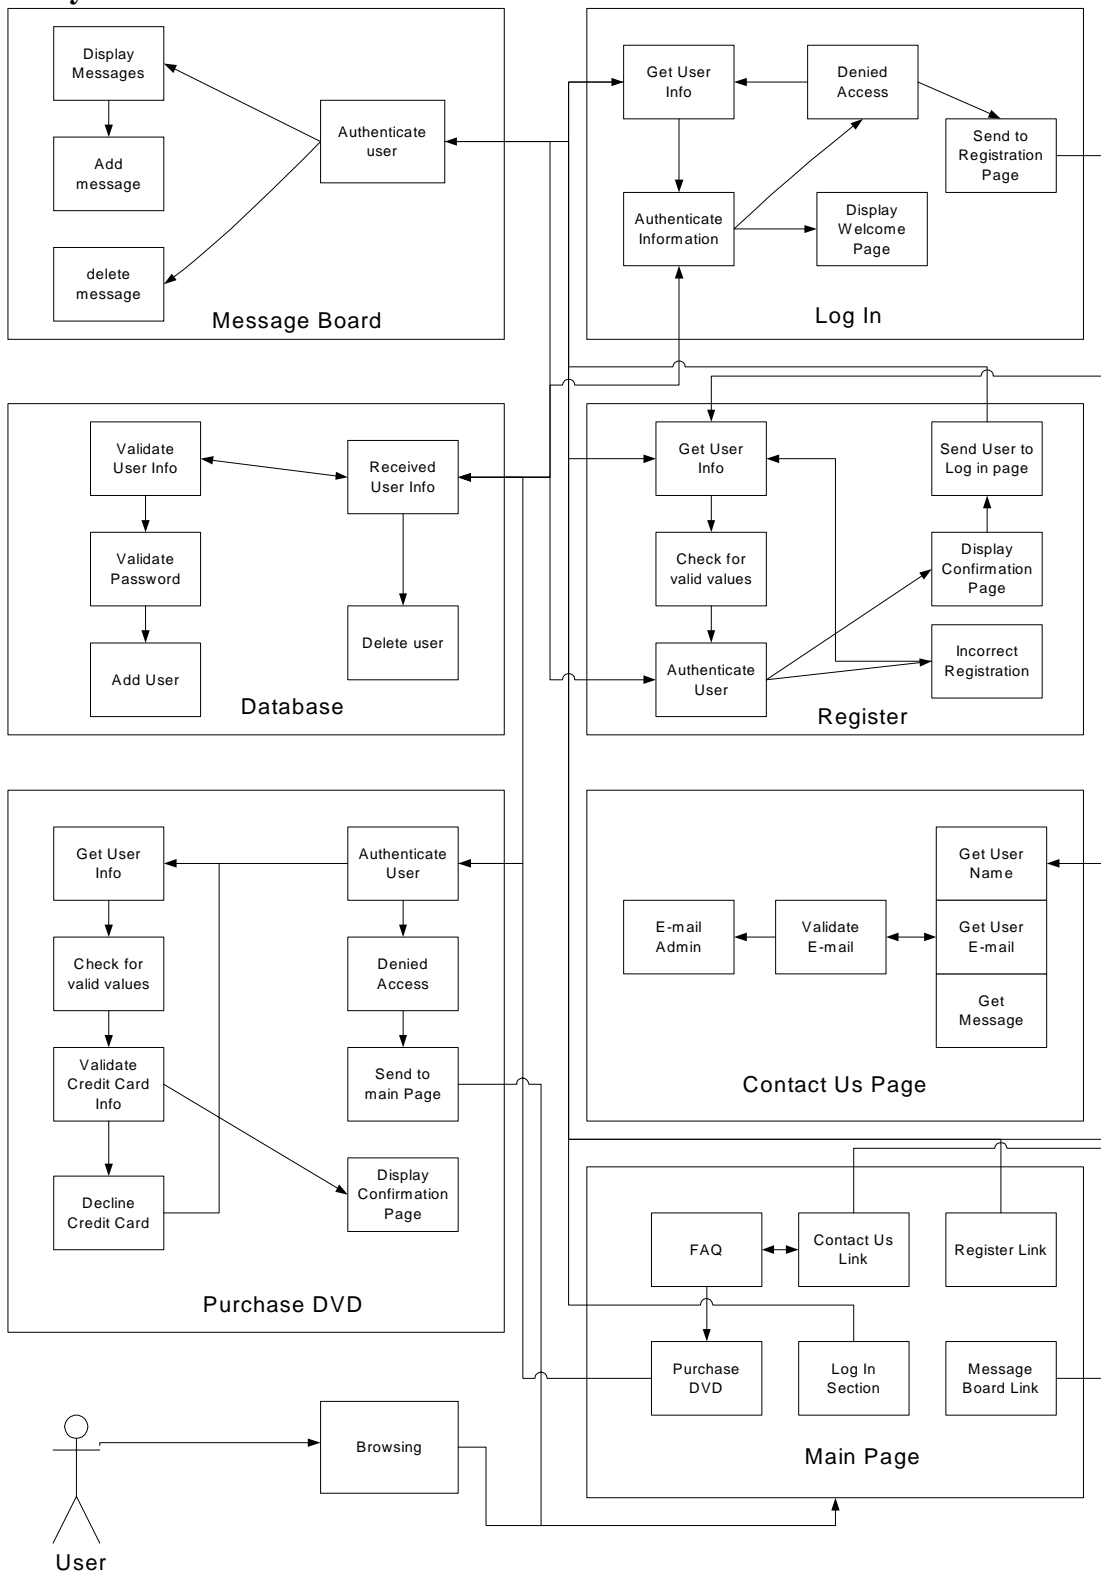 Display
Messages
Add
message
delete
message
Authenticate
user
Message Board
Get User
Info
Denied
Access
Send to
Registration
Page
Authenticate
Information
Display
Welcome
Page
Log In
Validate
User Info
Received
User Info
Validate
Password
Delete user
Add User
Database
Get User
Info
Send User to
Log in page
Check for
valid values
Display
Confirmation
Page
Authenticate
User
Incorrect
Registration
Register
Get User
Info
Authenticate
User
Check for
valid values
Denied
Access
Validate
Credit Card
Info
Send to
main Page
Decline
Credit Card
Display
Confirmation
Page
Purchase DVD
Get User
Name
E-mail
Admin
Validate
E-mail
Get User
E-mail
Get
Message
Contact Us Page
FAQ
Contact Us
Link
Register Link
Purchase
DVD
Log In
Section
Message
Board Link
Main Page
Browsing
User